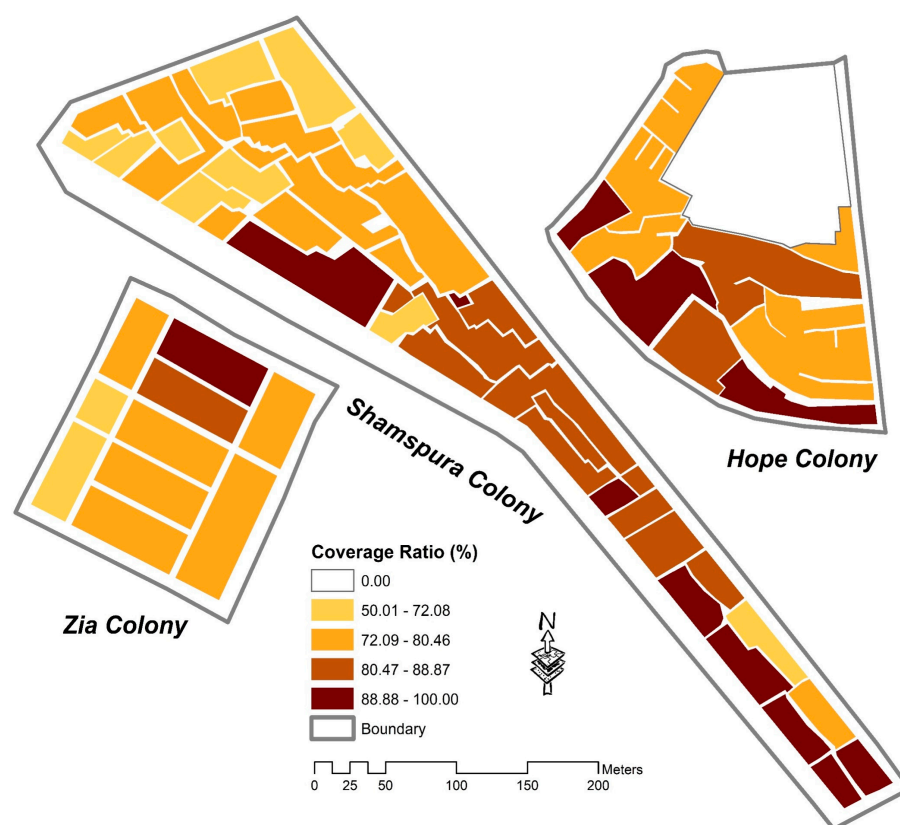 Shamspura Colony
Hope Colony
Zia Colony
Coverage Ratio (%)
0.00
50.01 - 72.08
72.09 - 80.46
80.47 - 88.87
88.88 - 100.00
Boundary
N
Meters
0 25 50 100 150 200